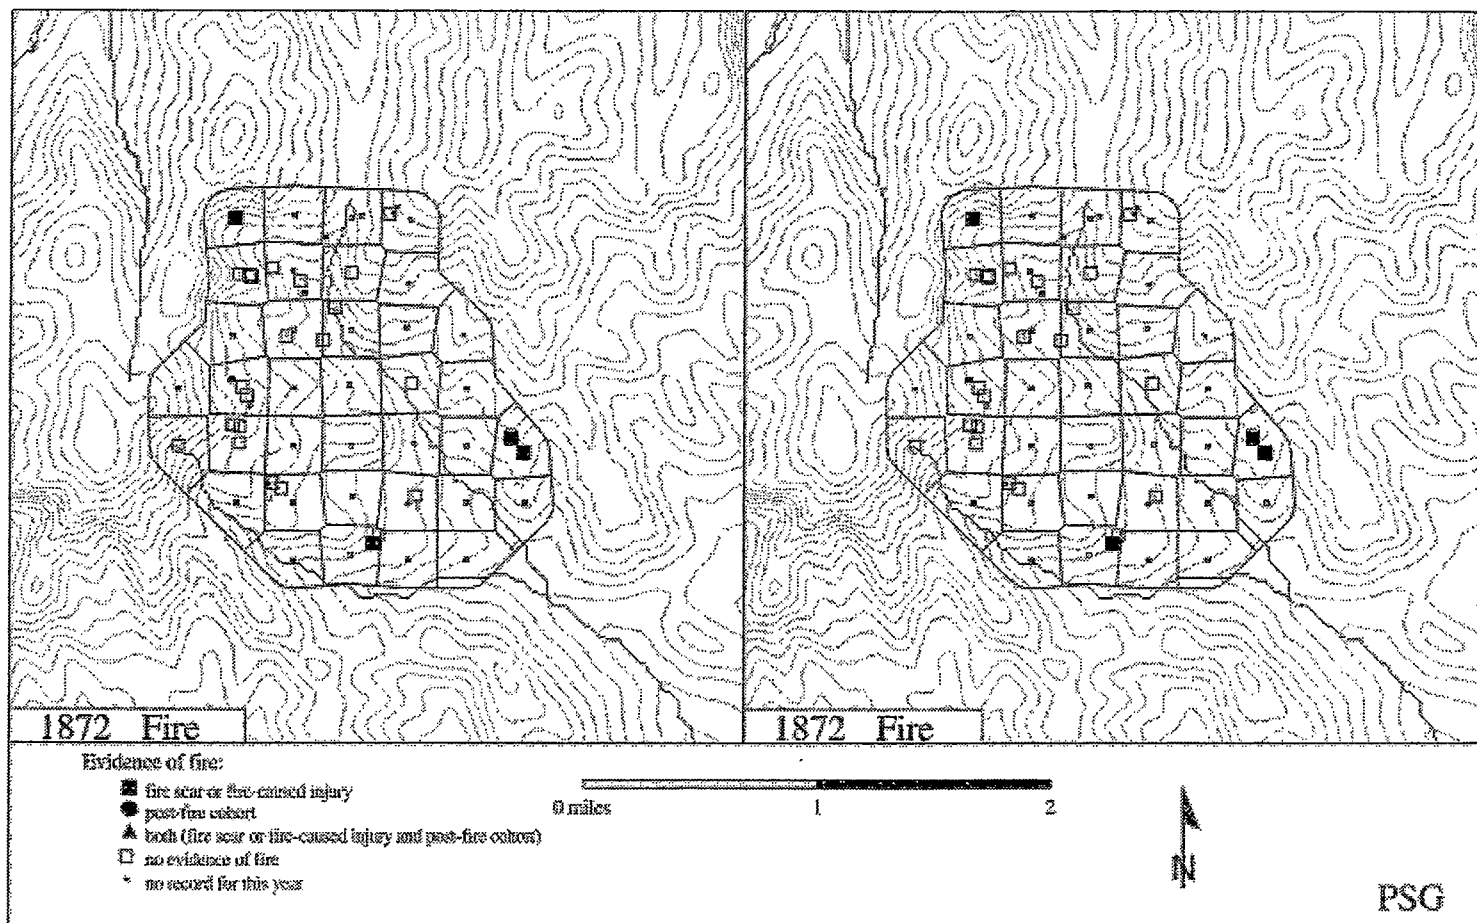 1872 Fire
1872 Fire
Evidence of fire:
fire scar or fire-caused injury
post-fire cohort
both (fire scar or fire-caused injury and post-fire cohort)
no evidence of fire
no record for this year
0 miles 1 2
N
PSG